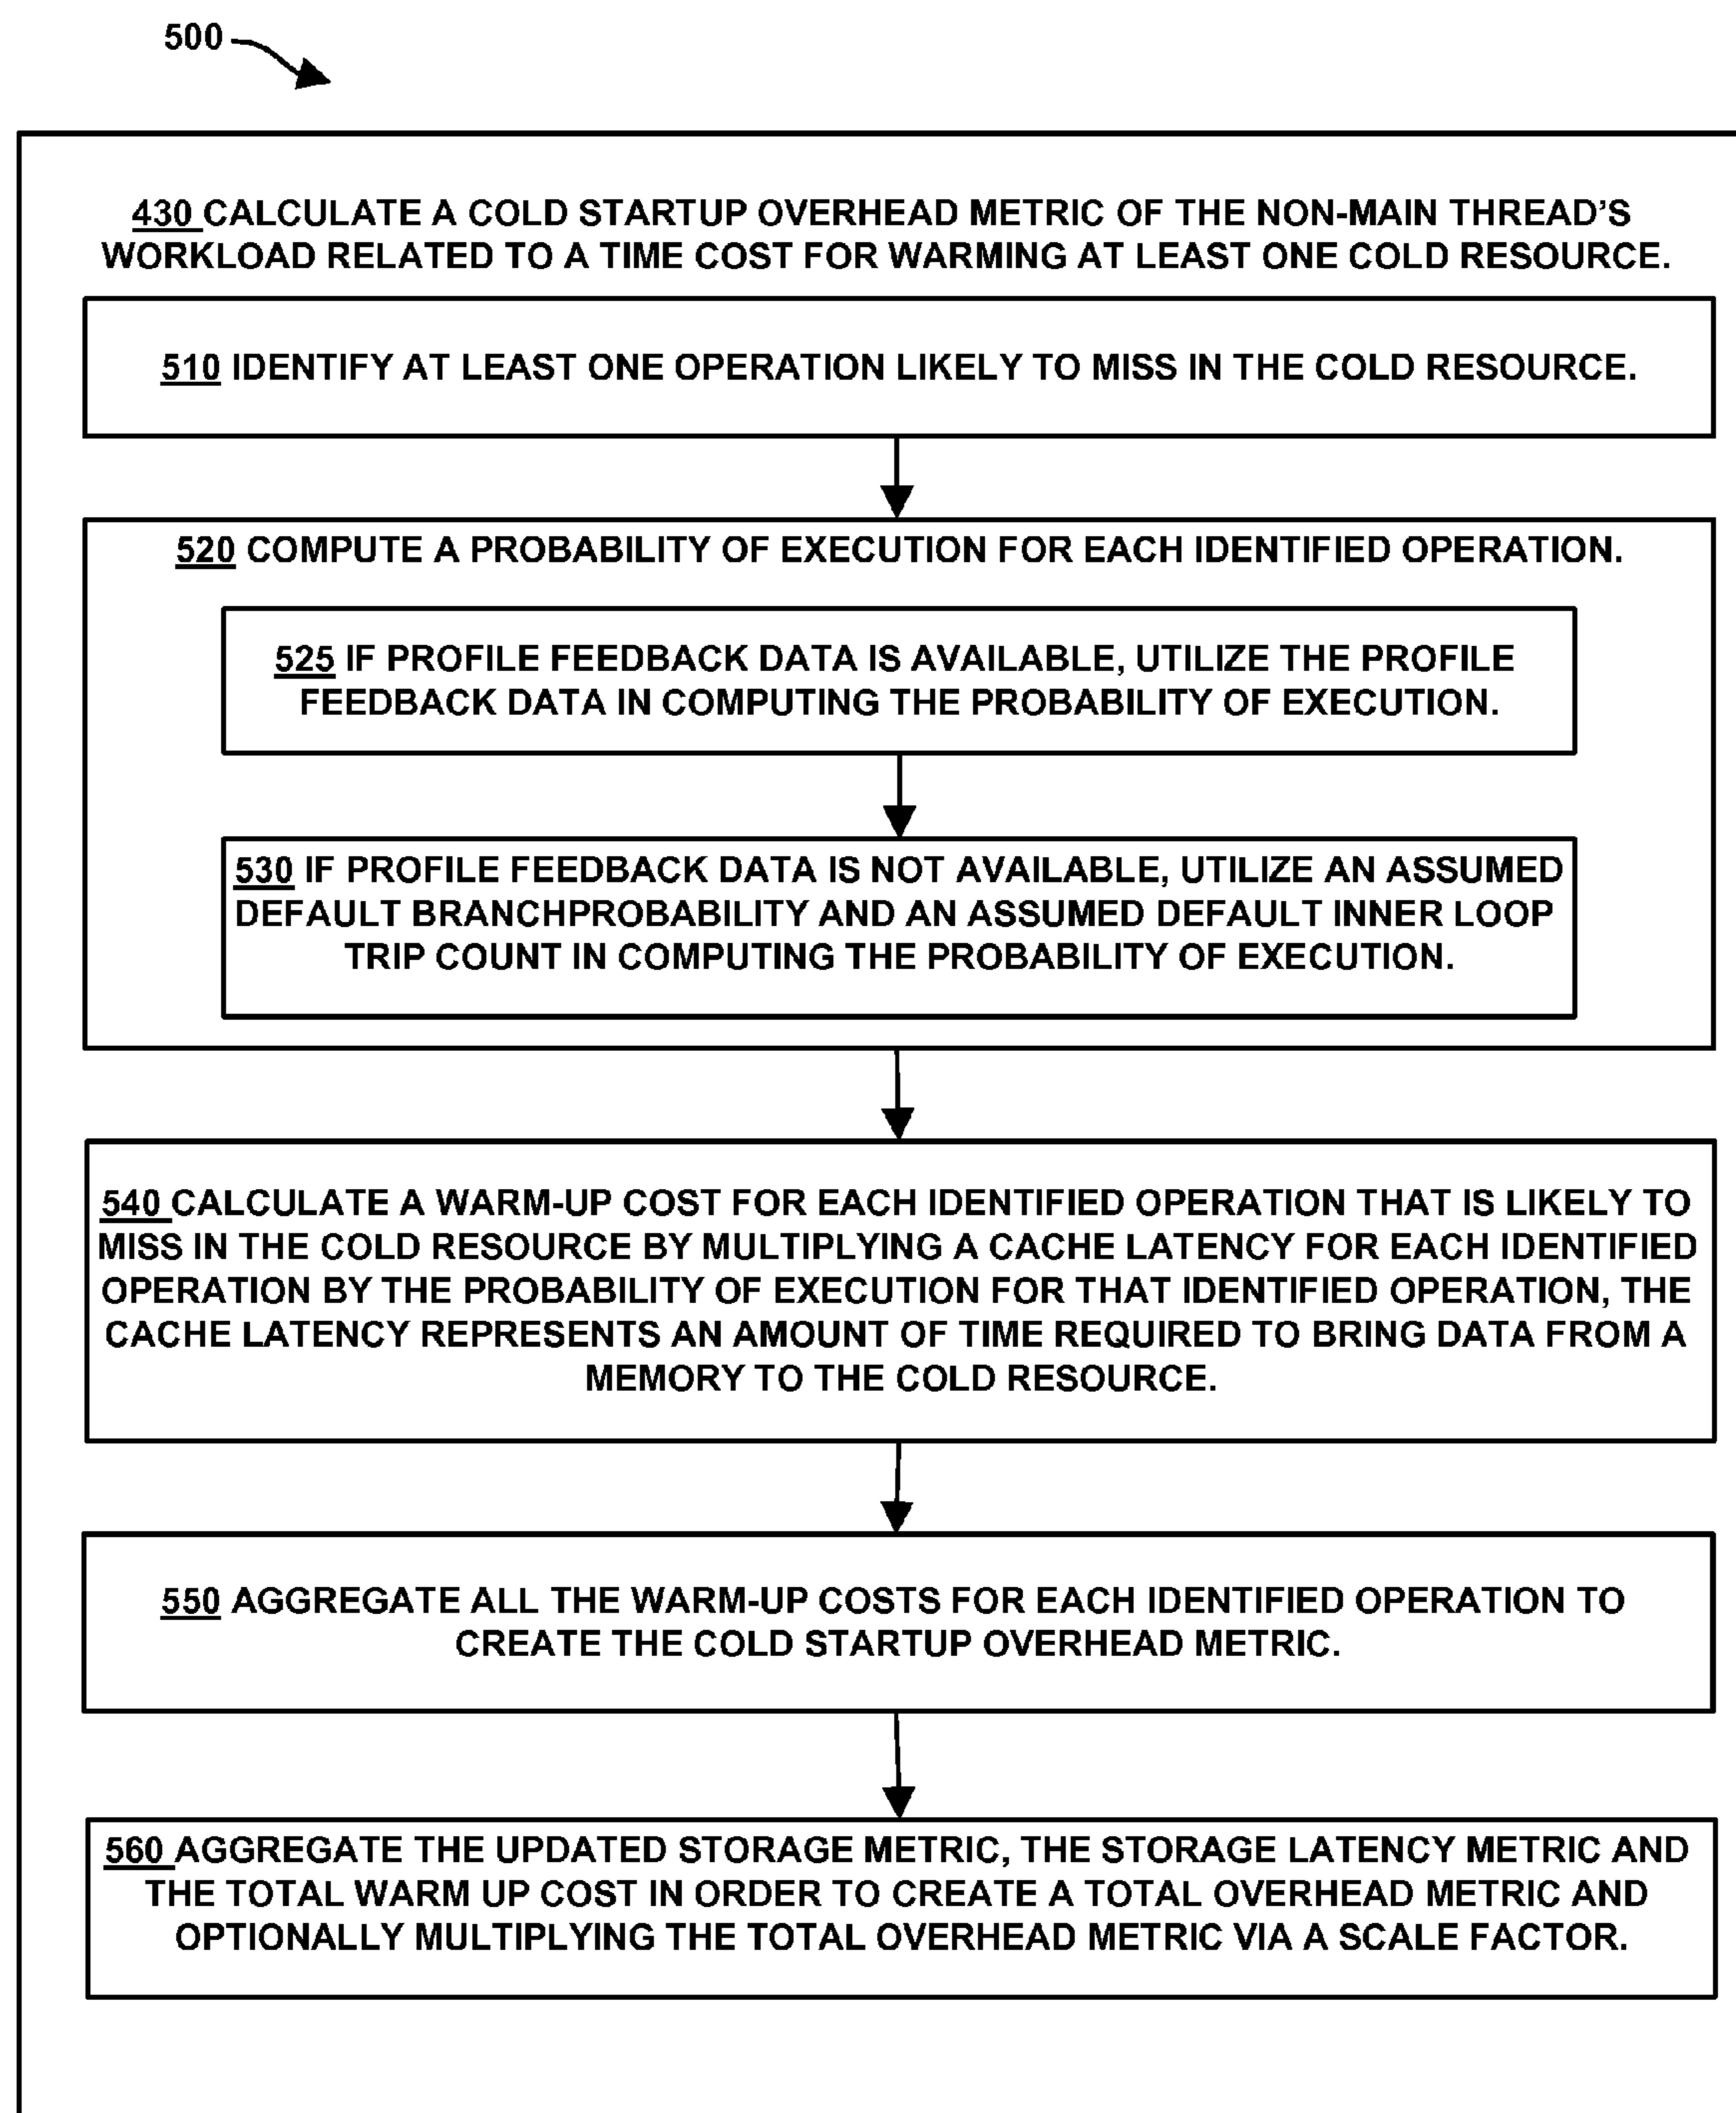 500
430 CALCULATE A COLD STARTUP OVERHEAD METRIC OF THE NON-MAIN THREAD'S
WORKLOAD RELATED TO A TIME COST FOR WARMING AT LEAST ONE COLD RESOURCE.
510 IDENTIFY AT LEAST ONE OPERATION LIKELY TO MISS IN THE COLD RESOURCE.
520 COMPUTE A PROBABILITY OF EXECUTION FOR EACH IDENTIFIED OPERATION.
525 IF PROFILE FEEDBACK DATA IS AVAILABLE, UTILIZE THE PROFILE
FEEDBACK DATA IN COMPUTING THE PROBABILITY OF EXECUTION.
530 IF PROFILE FEEDBACK DATA IS NOT AVAILABLE, UTILIZE AN ASSUMED
DEFAULT BRANCHPROBABILITY AND AN ASSUMED DEFAULT INNER LOOP
TRIP COUNT IN COMPUTING THE PROBABILITY OF EXECUTION.
540 CALCULATE A WARM-UP COST FOR EACH IDENTIFIED OPERATION THAT IS LIKELY TO
MISS IN THE COLD RESOURCE BY MULTIPLYING A CACHE LATENCY FOR EACH IDENTIFIED
OPERATION BY THE PROBABILITY OF EXECUTION FOR THAT IDENTIFIED OPERATION, THE
CACHE LATENCY REPRESENTS AN AMOUNT OF TIME REQUIRED TO BRING DATA FROM A
MEMORY TO THE COLD RESOURCE.
550 AGGREGATE ALL THE WARM-UP COSTS FOR EACH IDENTIFIED OPERATION TO
CREATE THE COLD STARTUP OVERHEAD METRIC.
560 AGGREGATE THE UPDATED STORAGE METRIC, THE STORAGE LATENCY METRIC AND
THE TOTAL WARM UP COST IN ORDER TO CREATE A TOTAL OVERHEAD METRIC AND
OPTIONALLY MULTIPLYING THE TOTAL OVERHEAD METRIC VIA A SCALE FACTOR.